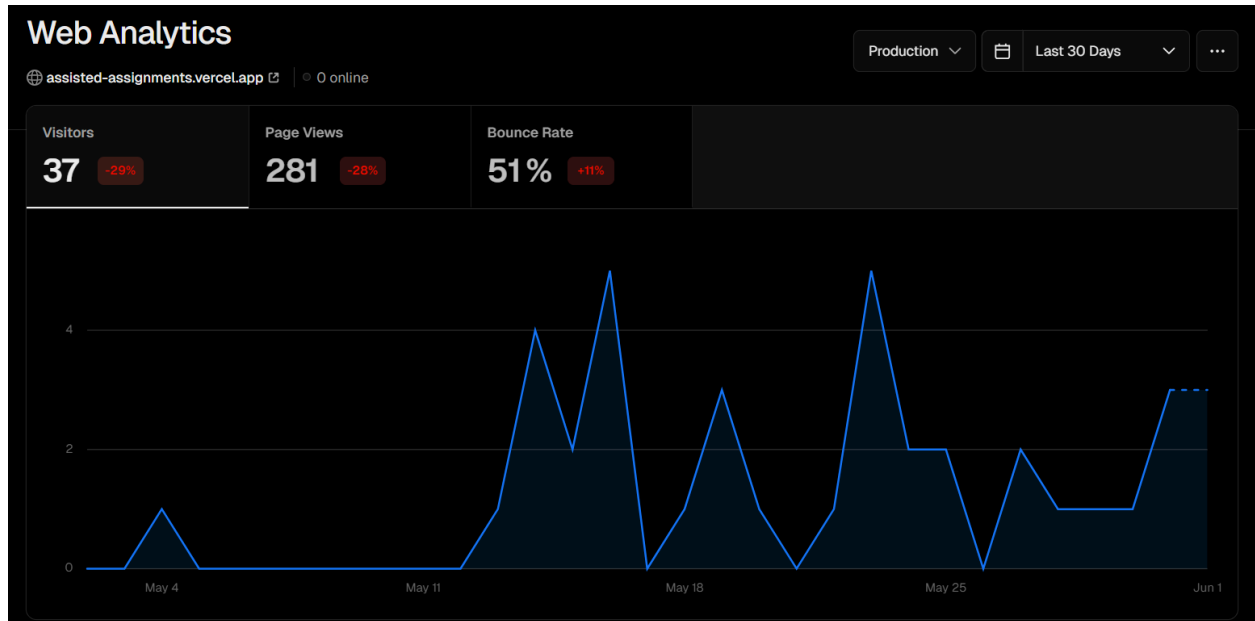 Web Analytics
Production
Last 30 Days
assisted-assignments.vercel.app
0 online
Visitors
Page Views
Bounce Rate
37 -29%
281 -28%
51% +11%
4
2
0
May 4 May 11 May 18 May 25 Jun 1